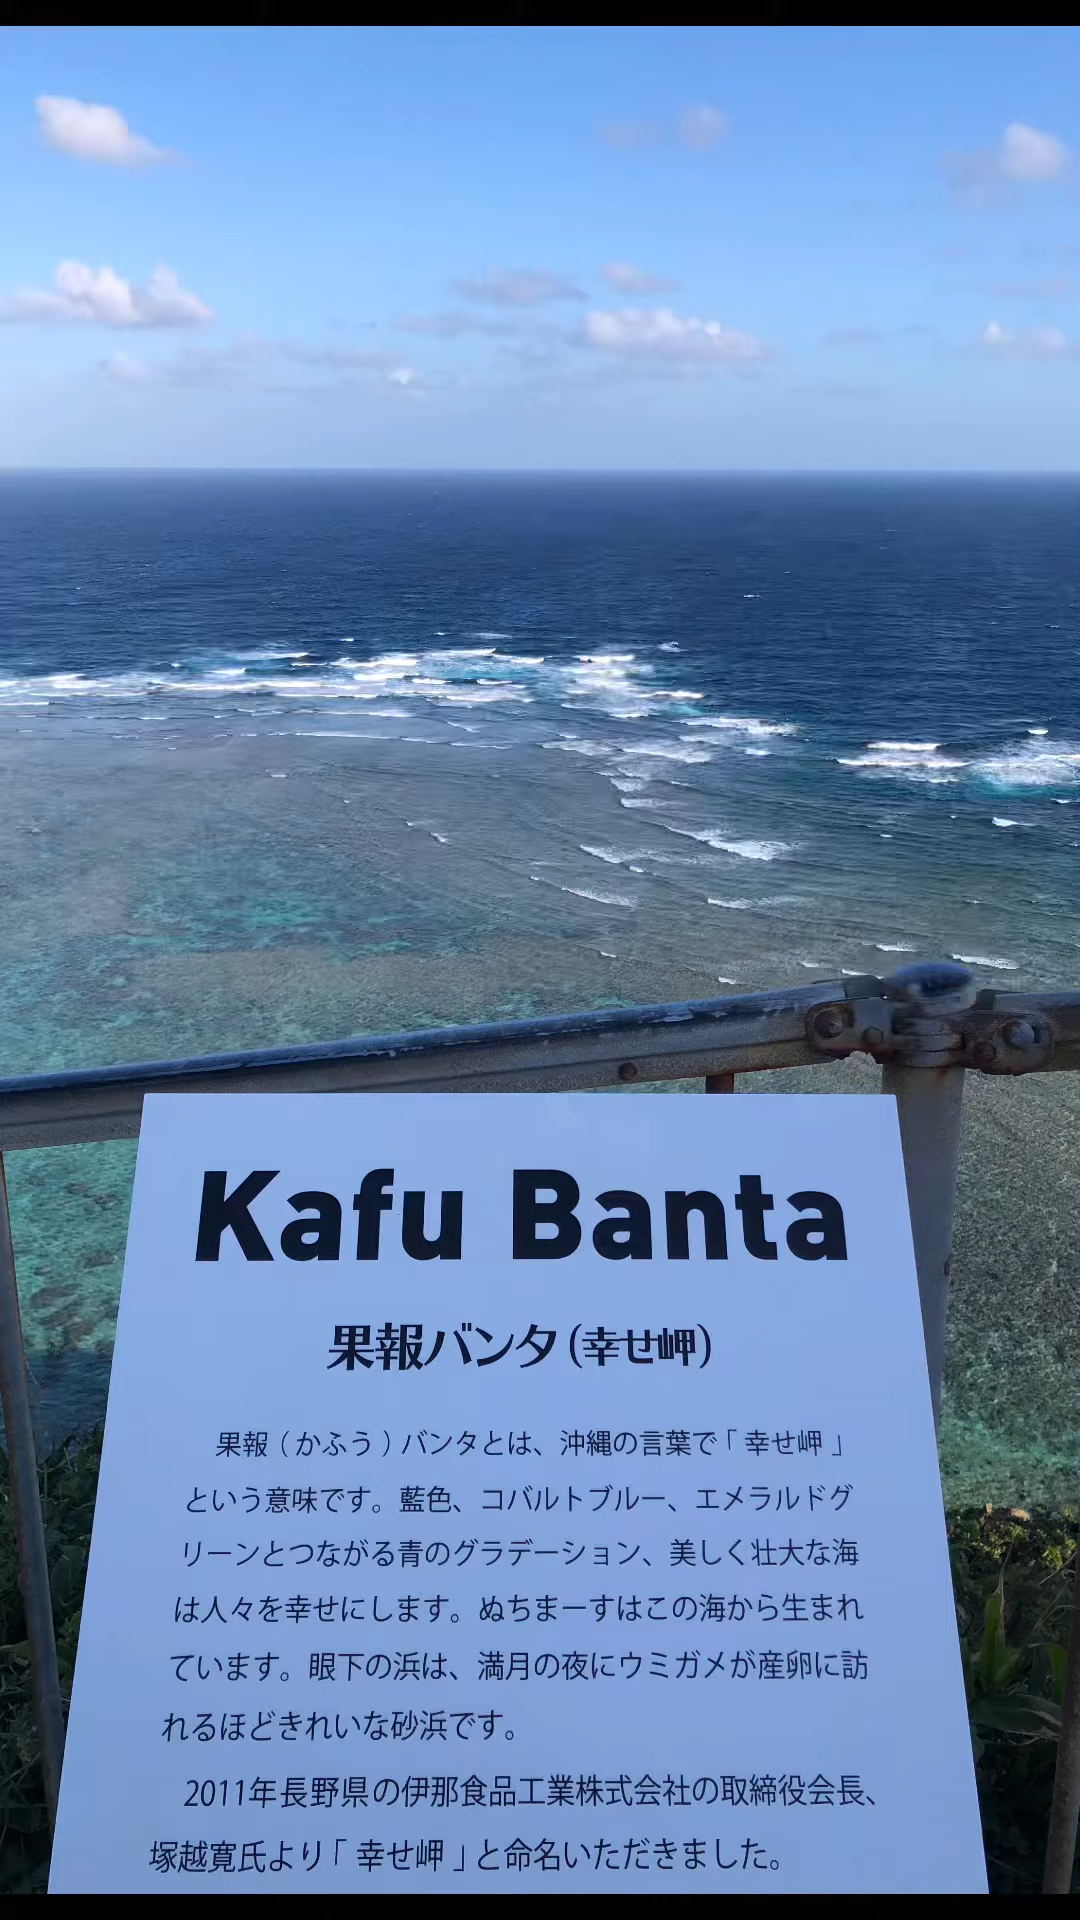 Kafu Banta
果報バンタ(幸せ岬)
果報(かふう)バンタとは、沖縄の言葉で「幸せ岬」
という意味です。藍色、コバルトブルー、エメラルドグ
リーンとつながる青のグラデーション、美しく壮大な海
は人々を幸せにします。ぬちまーすはこの海から生まれ
ています。眼下の浜は、満月の夜にウミガメが産卵に訪
れるほどきれいな砂浜です。
2011年長野県の伊那食品工業株式会社の取締役会長、
塚越寛氏より「幸せ岬」と命名いただきました。